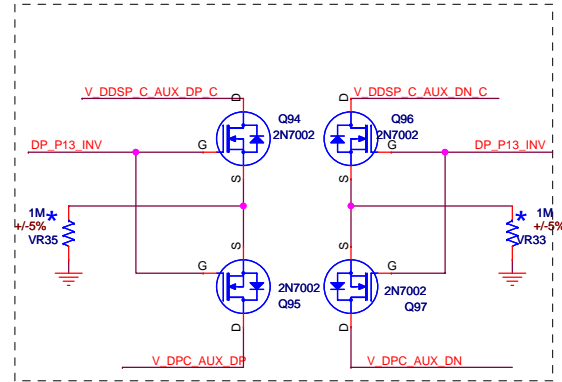 V_DDSP_C_AUX_DP_C
D
D
V_DDSP_C_AUX_DN_C
Q94
2N7002
Q96
2N7002
DP_P13_INV
G
G
DP_P13_INV
S
S
1M
*
+/-5%
VR35
*
1M
+/-5%
VR33
S
S
G
G
2N7002
Q95
2N7002
Q97
D
D
V_DPC_AUX_DP
V_DPC_AUX_DN